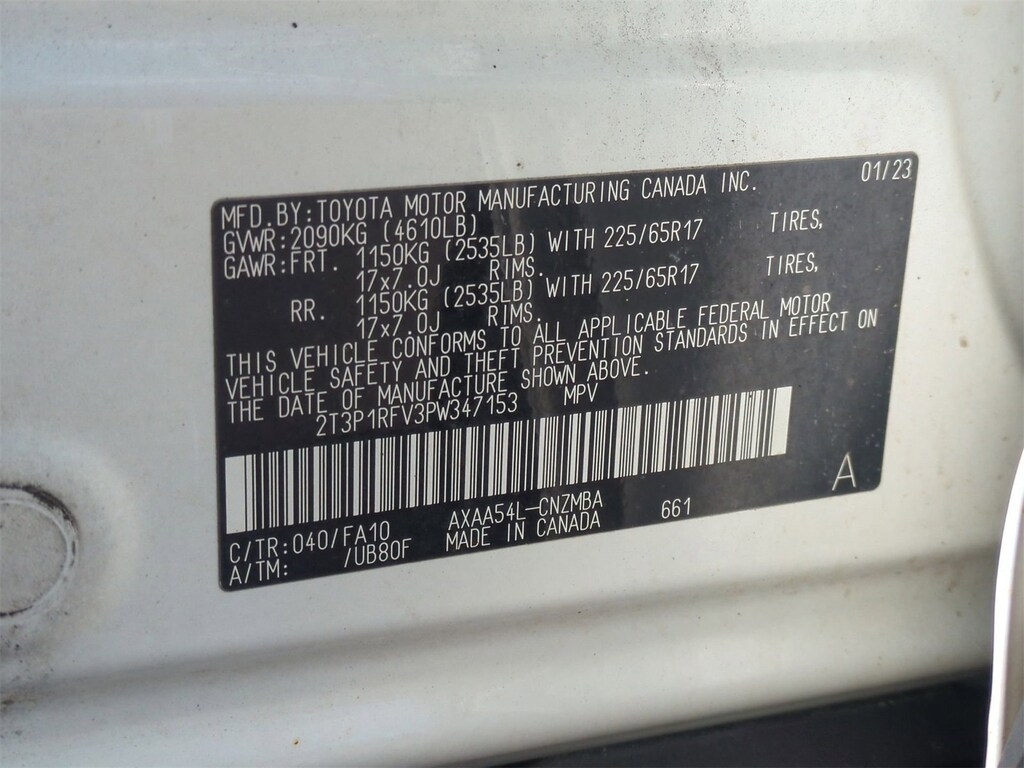 MFD. BY: TOYOTA MOTOR MANUFACTURING CANADA INC. 01/23
GVWR: 2090KG (4610LB)
GAWR: FRT. 1150KG (2535LB) WITH 225/65R17 TIRES,
17x7.0J RIMS.
RR. 1150KG (2535LB) WITH 225/65R17 TIRES,
17x7.0J RIMS.
THIS VEHICLE CONFORMS TO ALL APPLICABLE FEDERAL MOTOR
VEHICLE SAFETY AND THEFT PREVENTION STANDARDS IN EFFECT ON
THE DATE OF MANUFACTURE SHOWN ABOVE.
2T3P1RFV3PW347153 MPV
A
C/TR: 040/FA10 AXAA54L-CNZMBA 661
A/TM: /UB80F MADE IN CANADA